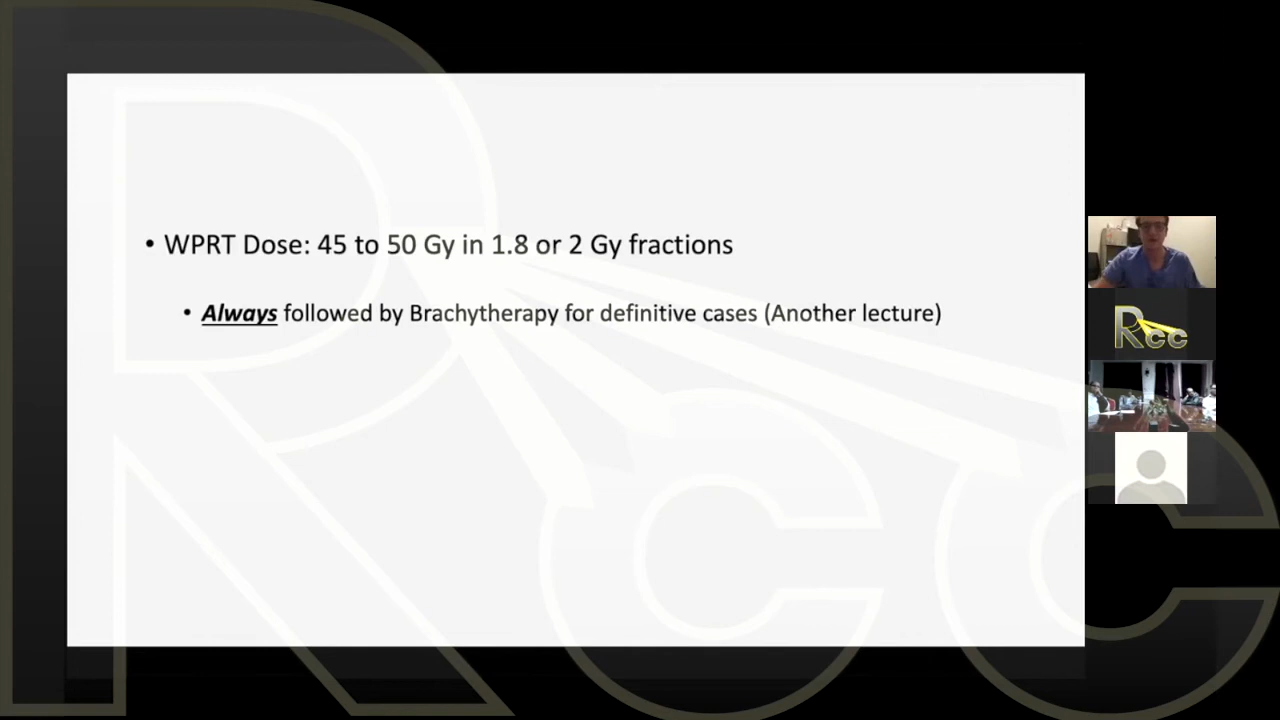 • WPRT Dose: 45 to 50 Gy in 1.8 or 2 Gy fractions
• Always followed by Brachytherapy for definitive cases (Another lecture)
Rcc
Rcc